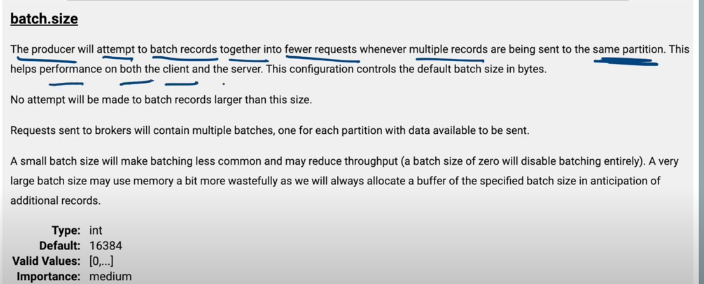 batch.size
The producer will attempt to batch records together into fewer requests whenever multiple records are being sent to the same partition. This
helps performance on both the client and the server. This configuration controls the default batch size in bytes.
No attempt will be made to batch records larger than this size.
Requests sent to brokers will contain multiple batches, one for each partition with data available to be sent.
A small batch size will make batching less common and may reduce throughput (a batch size of zero will disable batching entirely). A very
large batch size may use memory a bit more wastefully as we will always allocate a buffer of the specified batch size in anticipation of
additional records.
Type: int
Default: 16384
Valid Values: [0,...]
Importance: medium